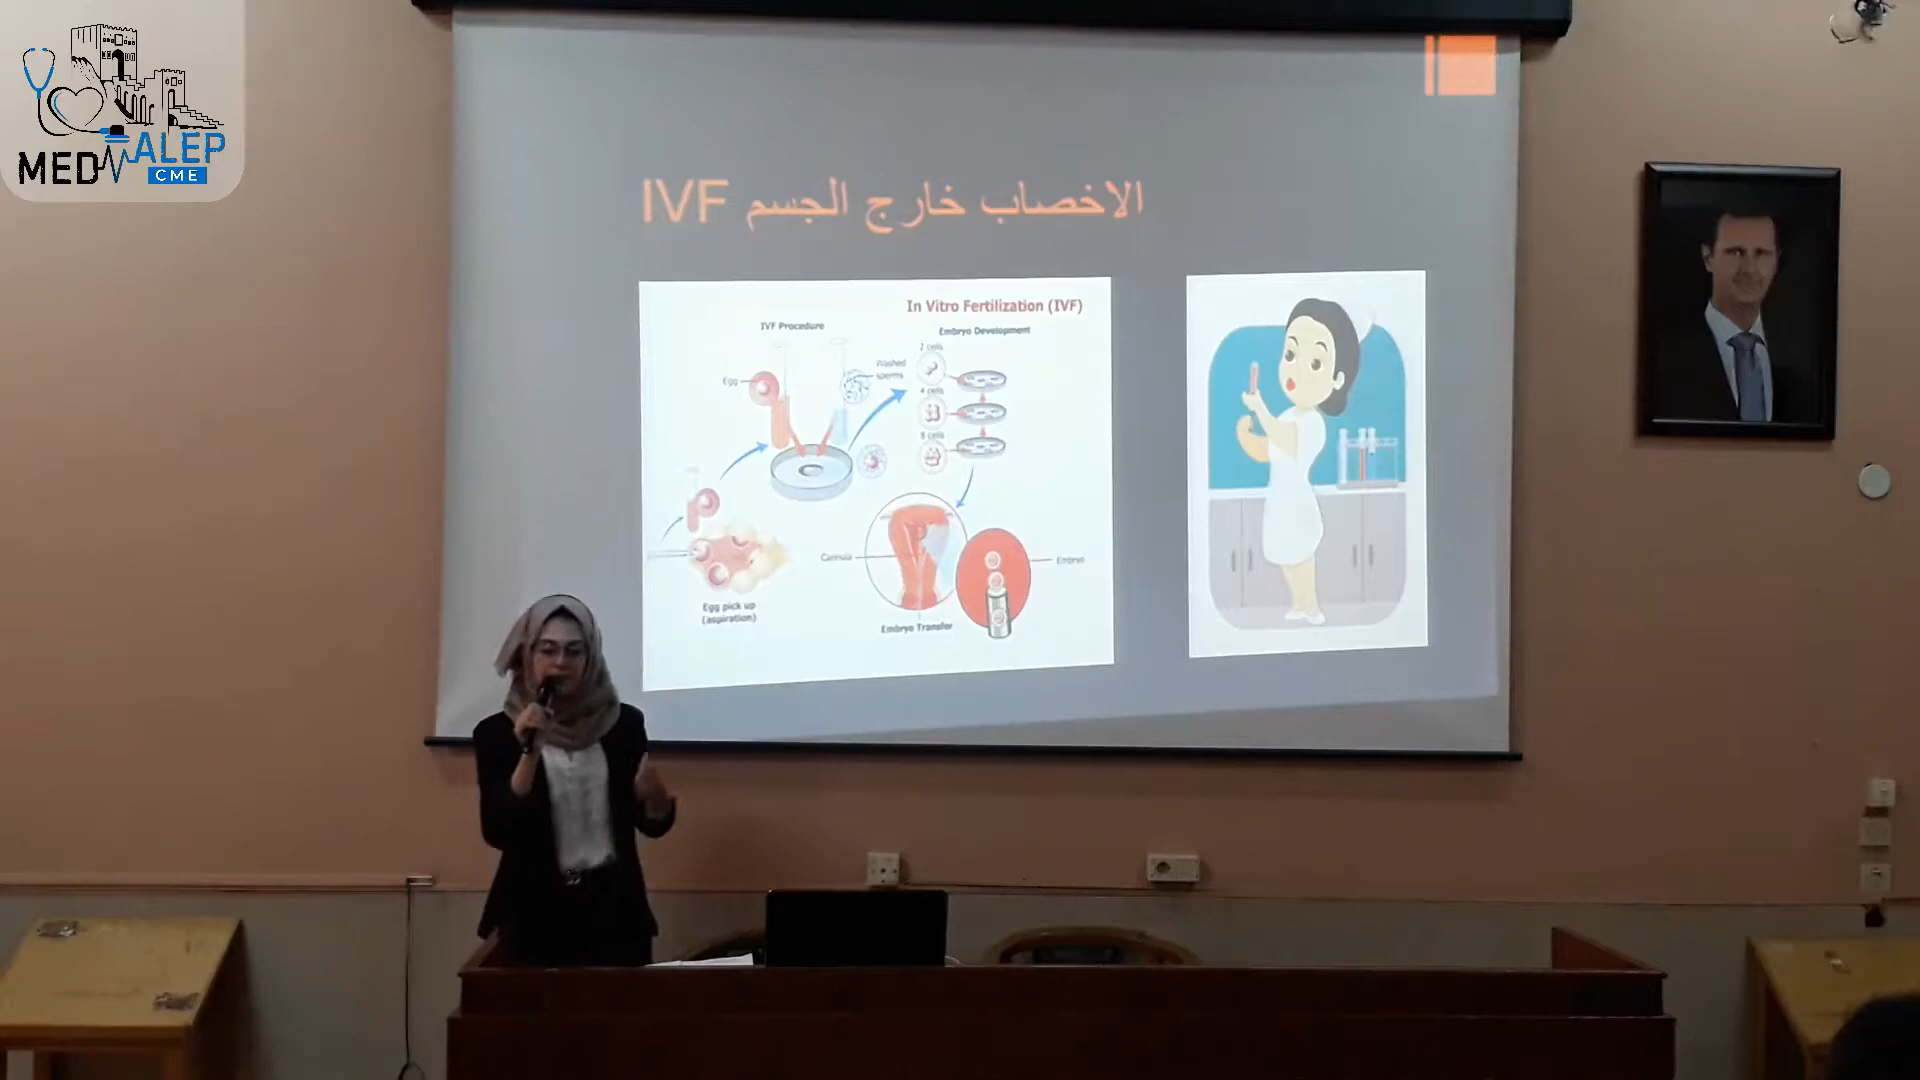 MED ALEP
CME
الاخصاب خارج الجسم IVF
In Vitro Fertilization (IVF)
IVF Procedure
Embryo Development
2 cells
Egg
Washed
sperms
4 cells
8 cells
Cannula
Embryo
Egg pick up
(aspiration)
Embryo Transfer